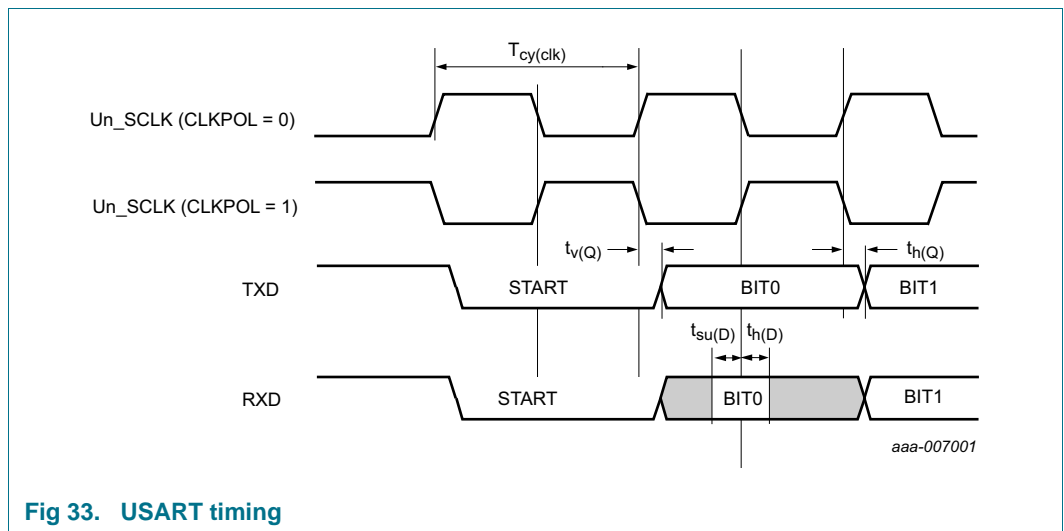 Tcy(clk)
Un_SCLK (CLKPOL = 0)
Un_SCLK (CLKPOL = 1)
tv(Q)
th(Q)
TXD
START
BIT0
BIT1
tsu(D)
th(D)
RXD
START
BIT0
BIT1
aaa-007001
Fig 33. USART timing